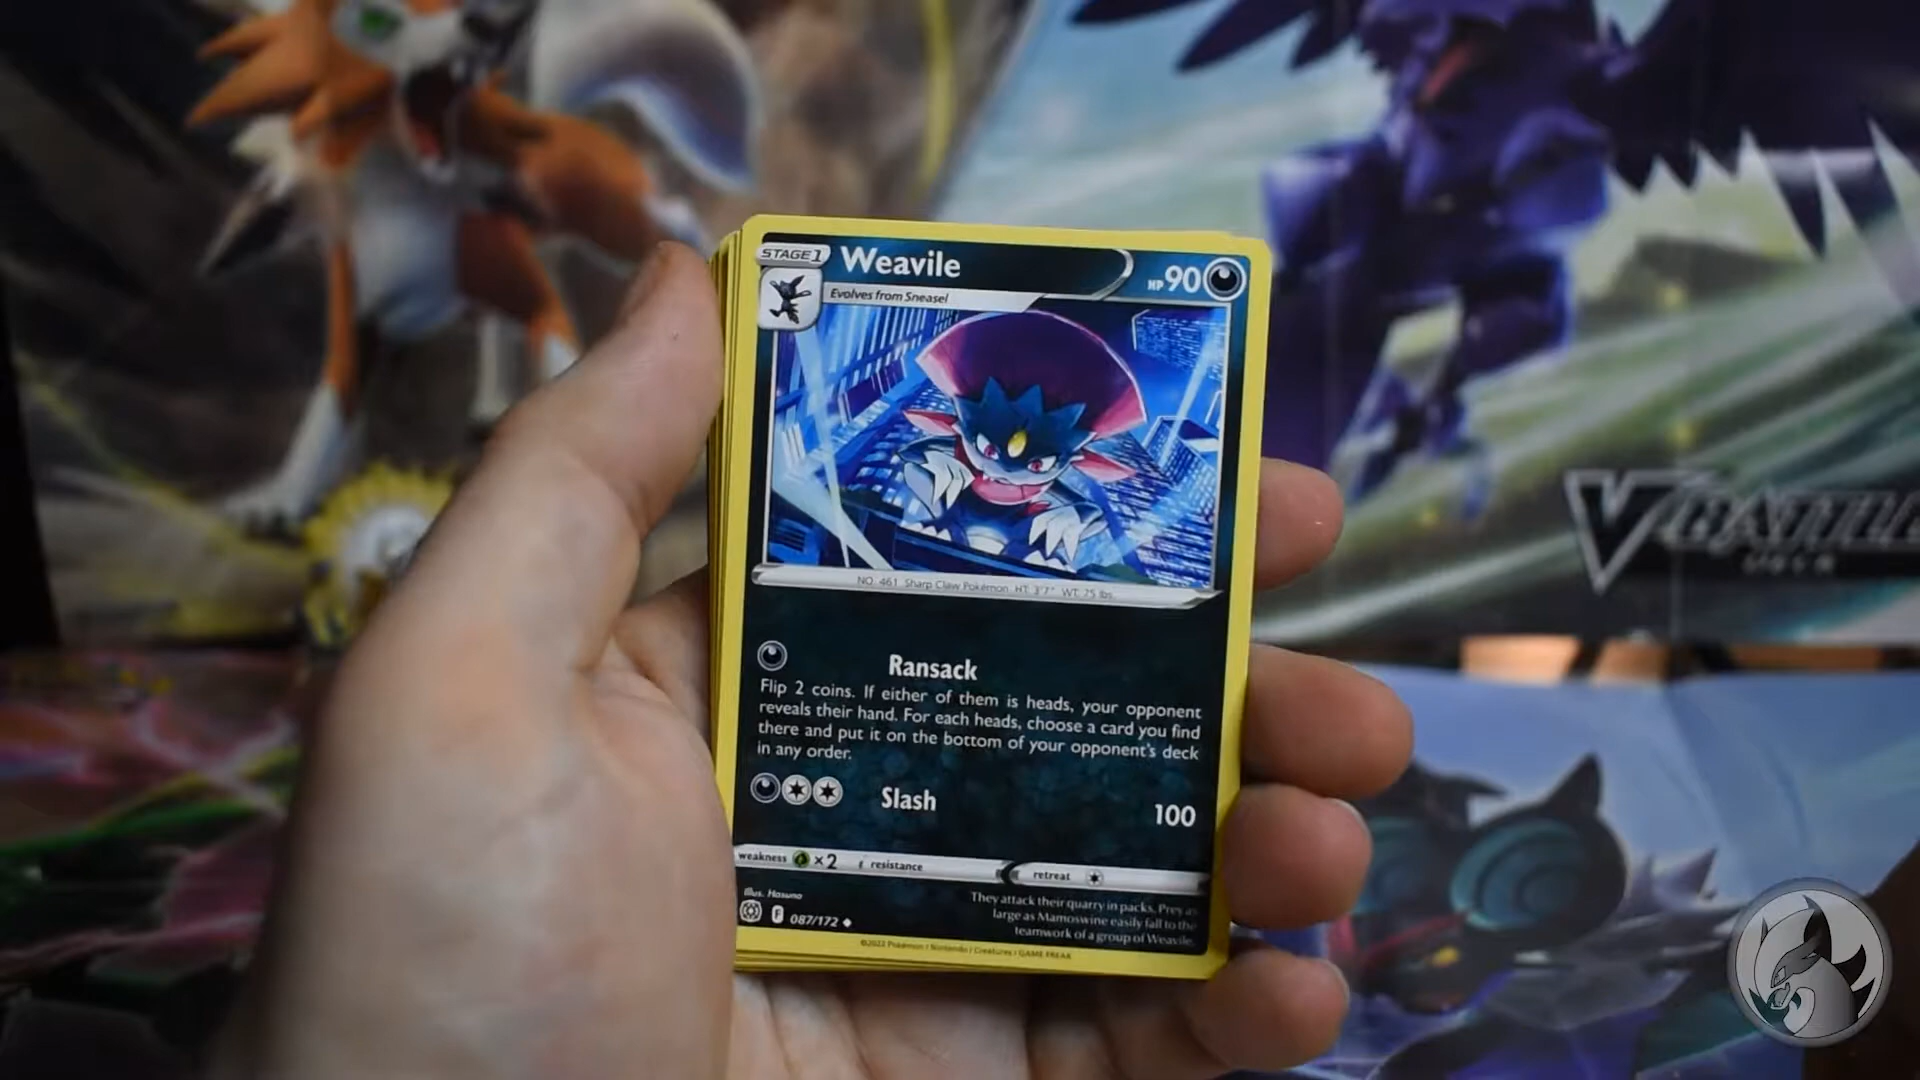 STAGE 1
Weavile
HP 90
Evolves from Sneasel
NO. 461 Sharp Claw Pokémon HT: 3'7" WT: 75 lbs.
Ransack
Flip 2 coins. If either of them is heads, your opponent
reveals their hand. For each heads, choose a card you find
there and put it on the bottom of your opponent's deck
in any order.
Slash 100
weakness ×2 resistance retreat
Illus. Hasuno
F 087/172
They attack their quarry in packs. Prey as
large as Mamoswine easily fall to the
teamwork of a group of Weavile.
©2022 Pokémon / Nintendo / Creatures / GAME FREAK
V BATTLE
DECK